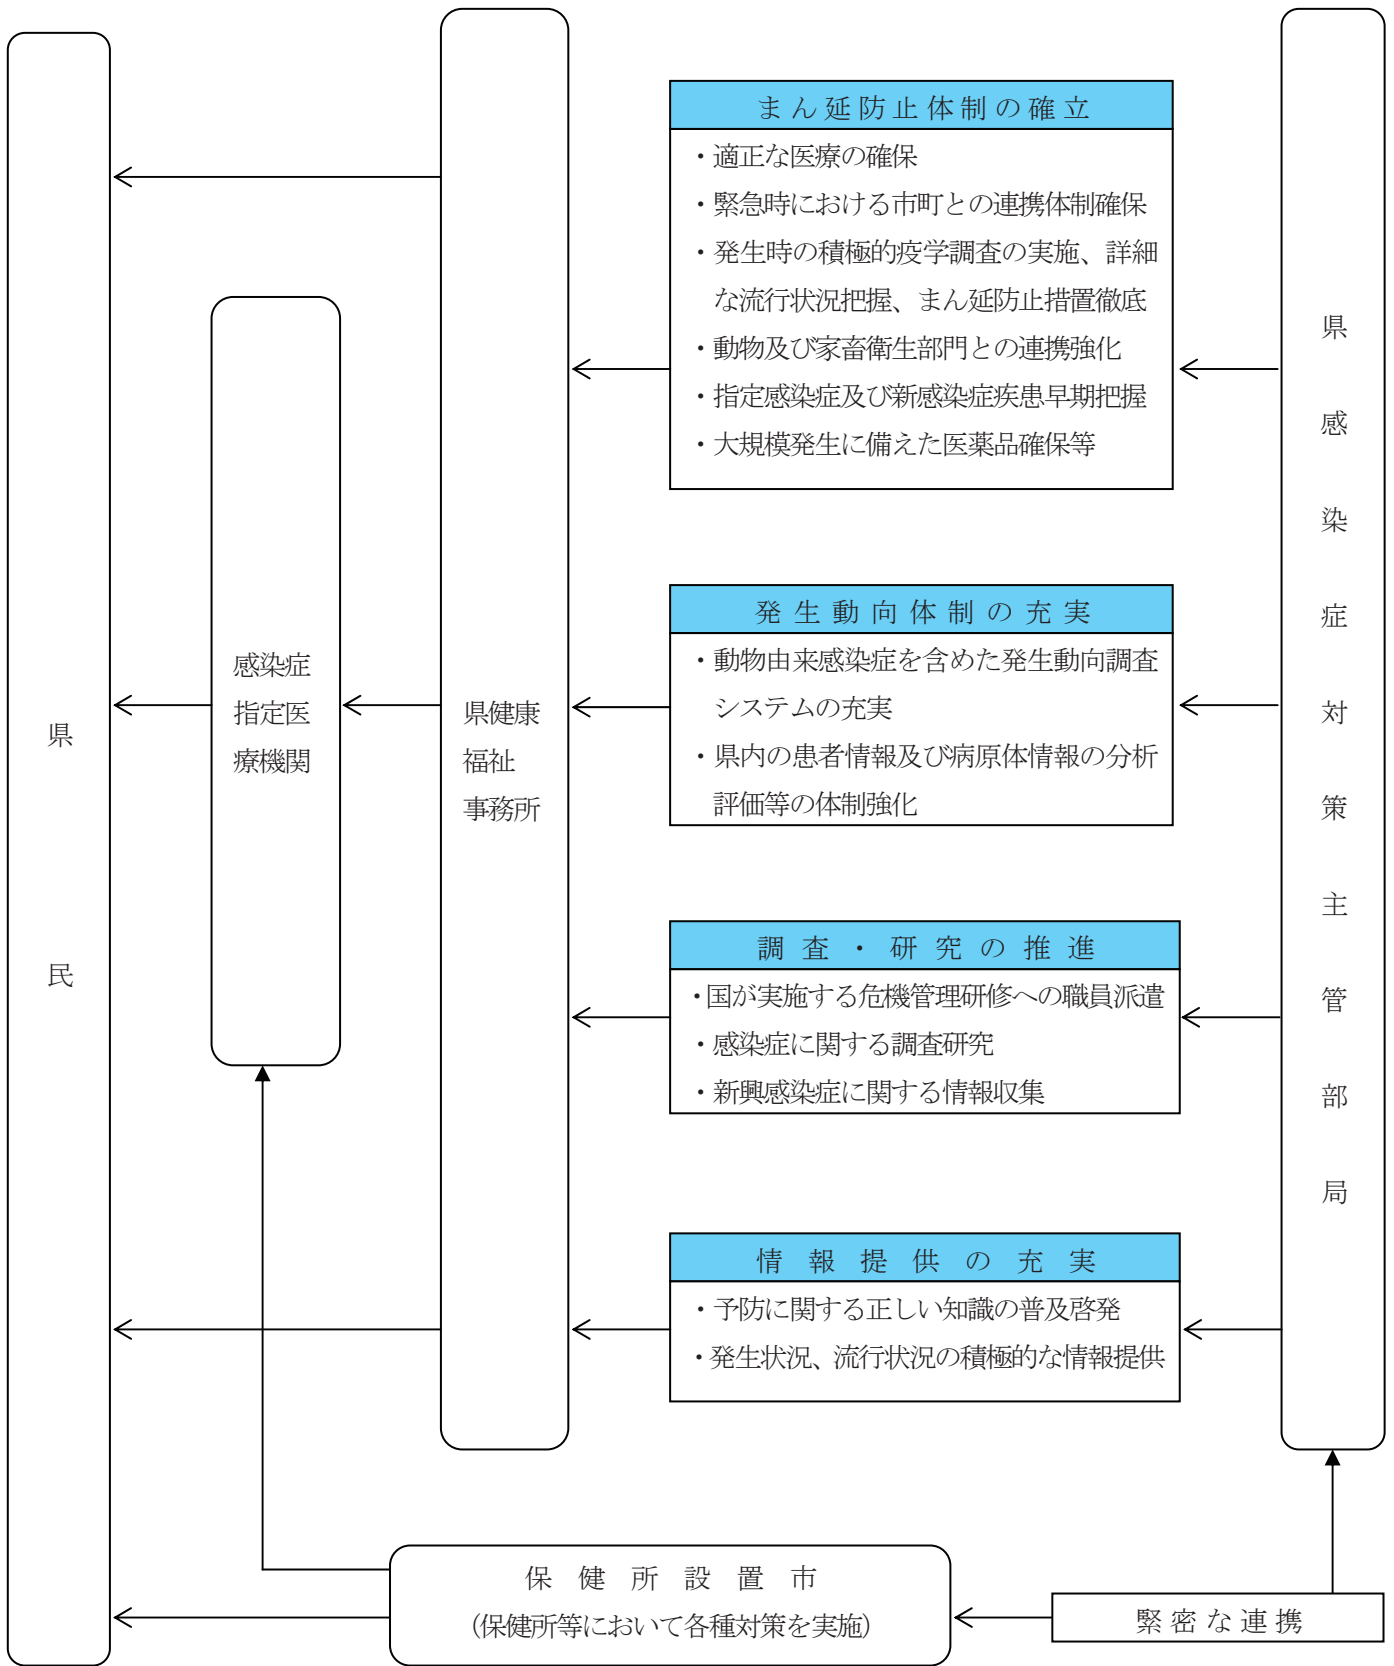 まん延防止体制の確立
・適正な医療の確保
・緊急時における市町との連携体制確保
・発生時の積極的疫学調査の実施、詳細
な流行状況把握、まん延防止措置徹底
・動物及び家畜衛生部門との連携強化
・指定感染症及び新感染症疾患早期把握
・大規模発生に備えた医薬品確保等
発生動向体制の充実
・動物由来感染症を含めた発生動向調査
システムの充実
・県内の患者情報及び病原体情報の分析
評価等の体制強化
調査・研究の推進
・国が実施する危機管理研修への職員派遣
・感染症に関する調査研究
・新興感染症に関する情報収集
情報提供の充実
・予防に関する正しい知識の普及啓発
・発生状況、流行状況の積極的な情報提供
県感染症対策主管部局
県健康
福祉
事務所
感染症
指定医
療機関
県民
保健所設置市
（保健所等において各種対策を実施）
緊密な連携